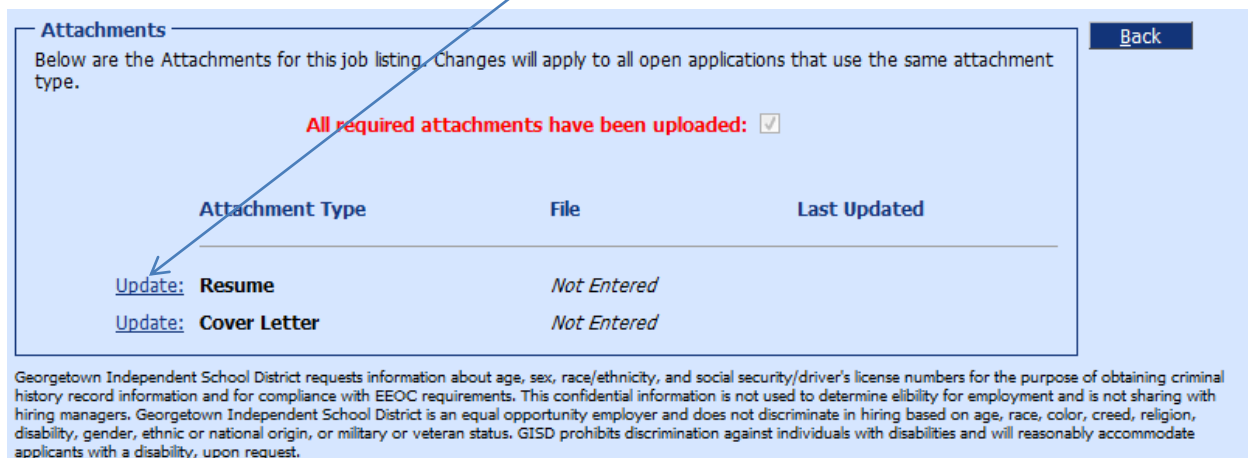 Attachments
Back
Below are the Attachments for this job listing. Changes will apply to all open applications that use the same attachment
type.
All required attachments have been uploaded:
Attachment Type File Last Updated
Update: Resume Not Entered
Update: Cover Letter Not Entered
Georgetown Independent School District requests information about age, sex, race/ethnicity, and social security/driver's license numbers for the purpose of obtaining criminal
history record information and for compliance with EEOC requirements. This confidential information is not used to determine elibility for employment and is not sharing with
hiring managers. Georgetown Independent School District is an equal opportunity employer and does not discriminate in hiring based on age, race, color, creed, religion,
disability, gender, ethnic or national origin, or military or veteran status. GISD prohibits discrimination against individuals with disabilities and will reasonably accommodate
applicants with a disability, upon request.